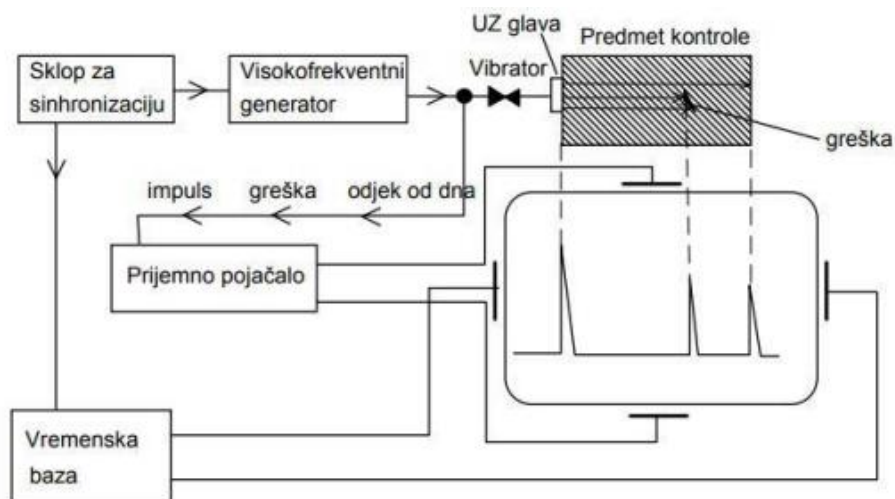 UZ glava
Predmet kontrole
Sklop za
sinhronizaciju
Visokofrekventni
generator
Vibrator
greška
impuls greška odjek od dna
Prijemno pojačalo
Vremenska
baza